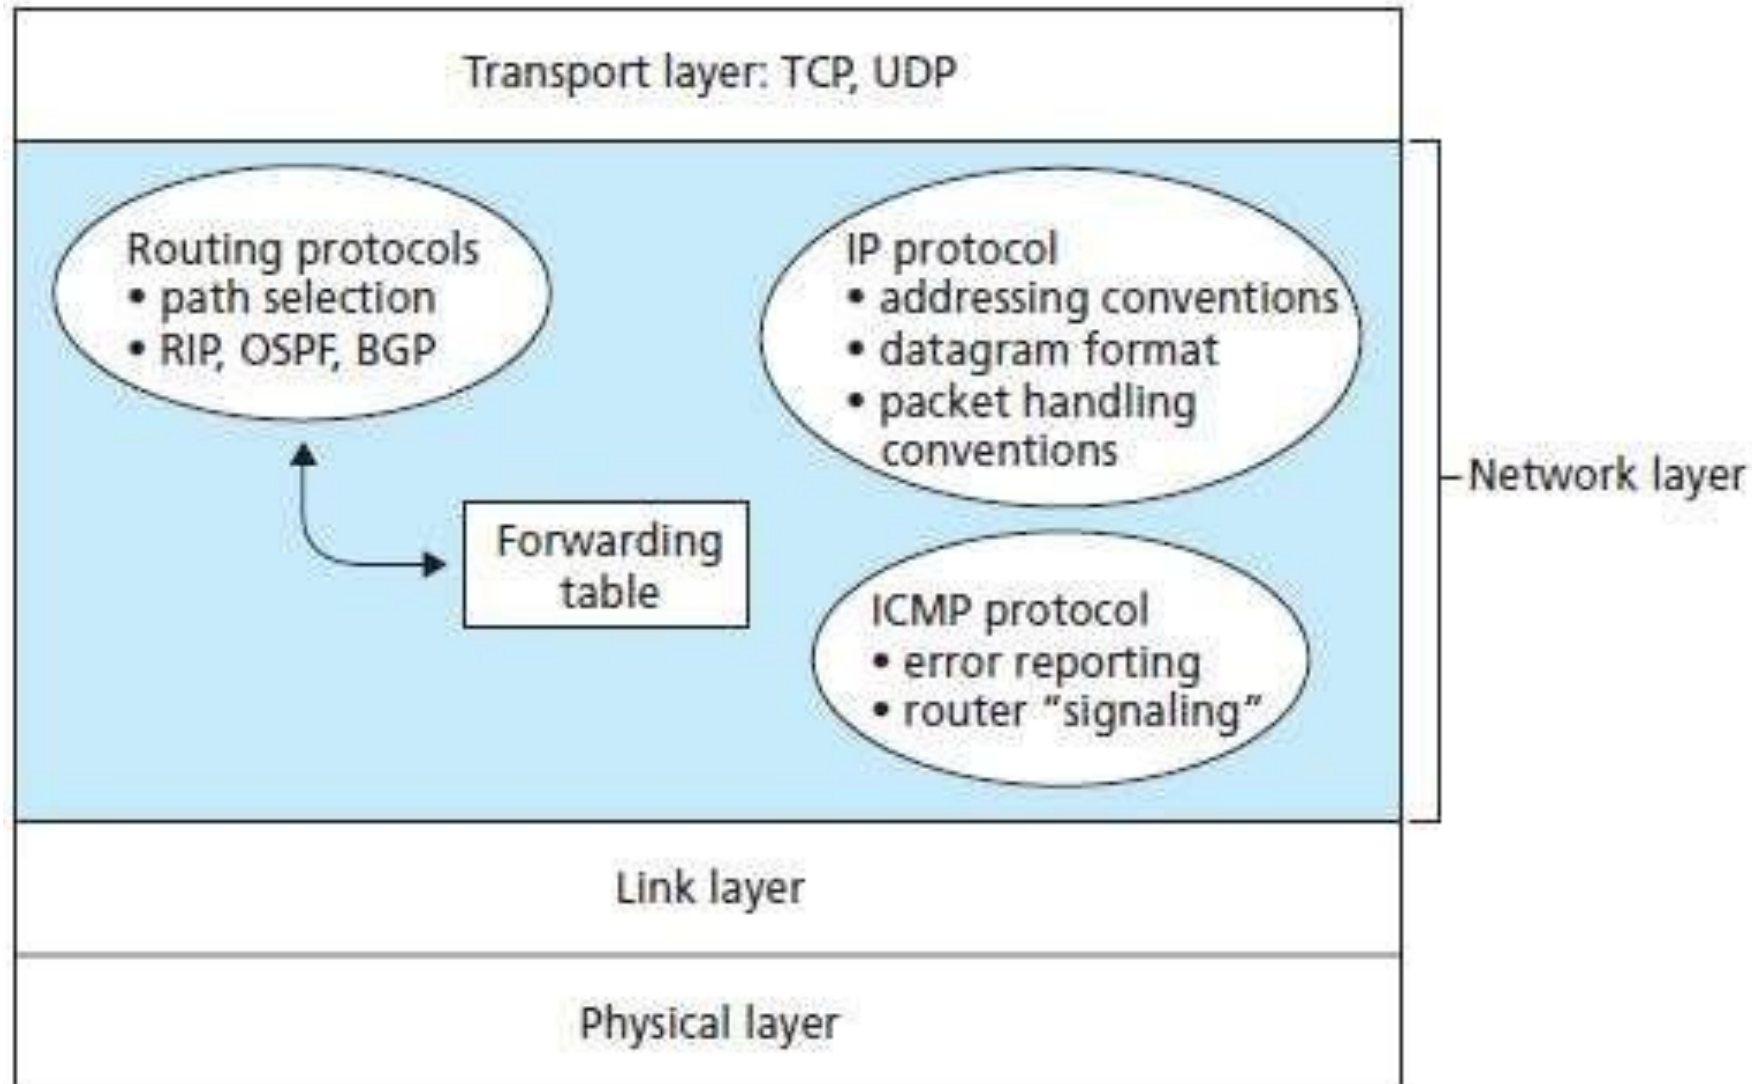 Transport layer: TCP, UDP
Routing protocols
• path selection
• RIP, OSPF, BGP
IP protocol
• addressing conventions
• datagram format
• packet handling
conventions
Network layer
Forwarding
table
ICMP protocol
• error reporting
• router “signaling”
Link layer
Physical layer